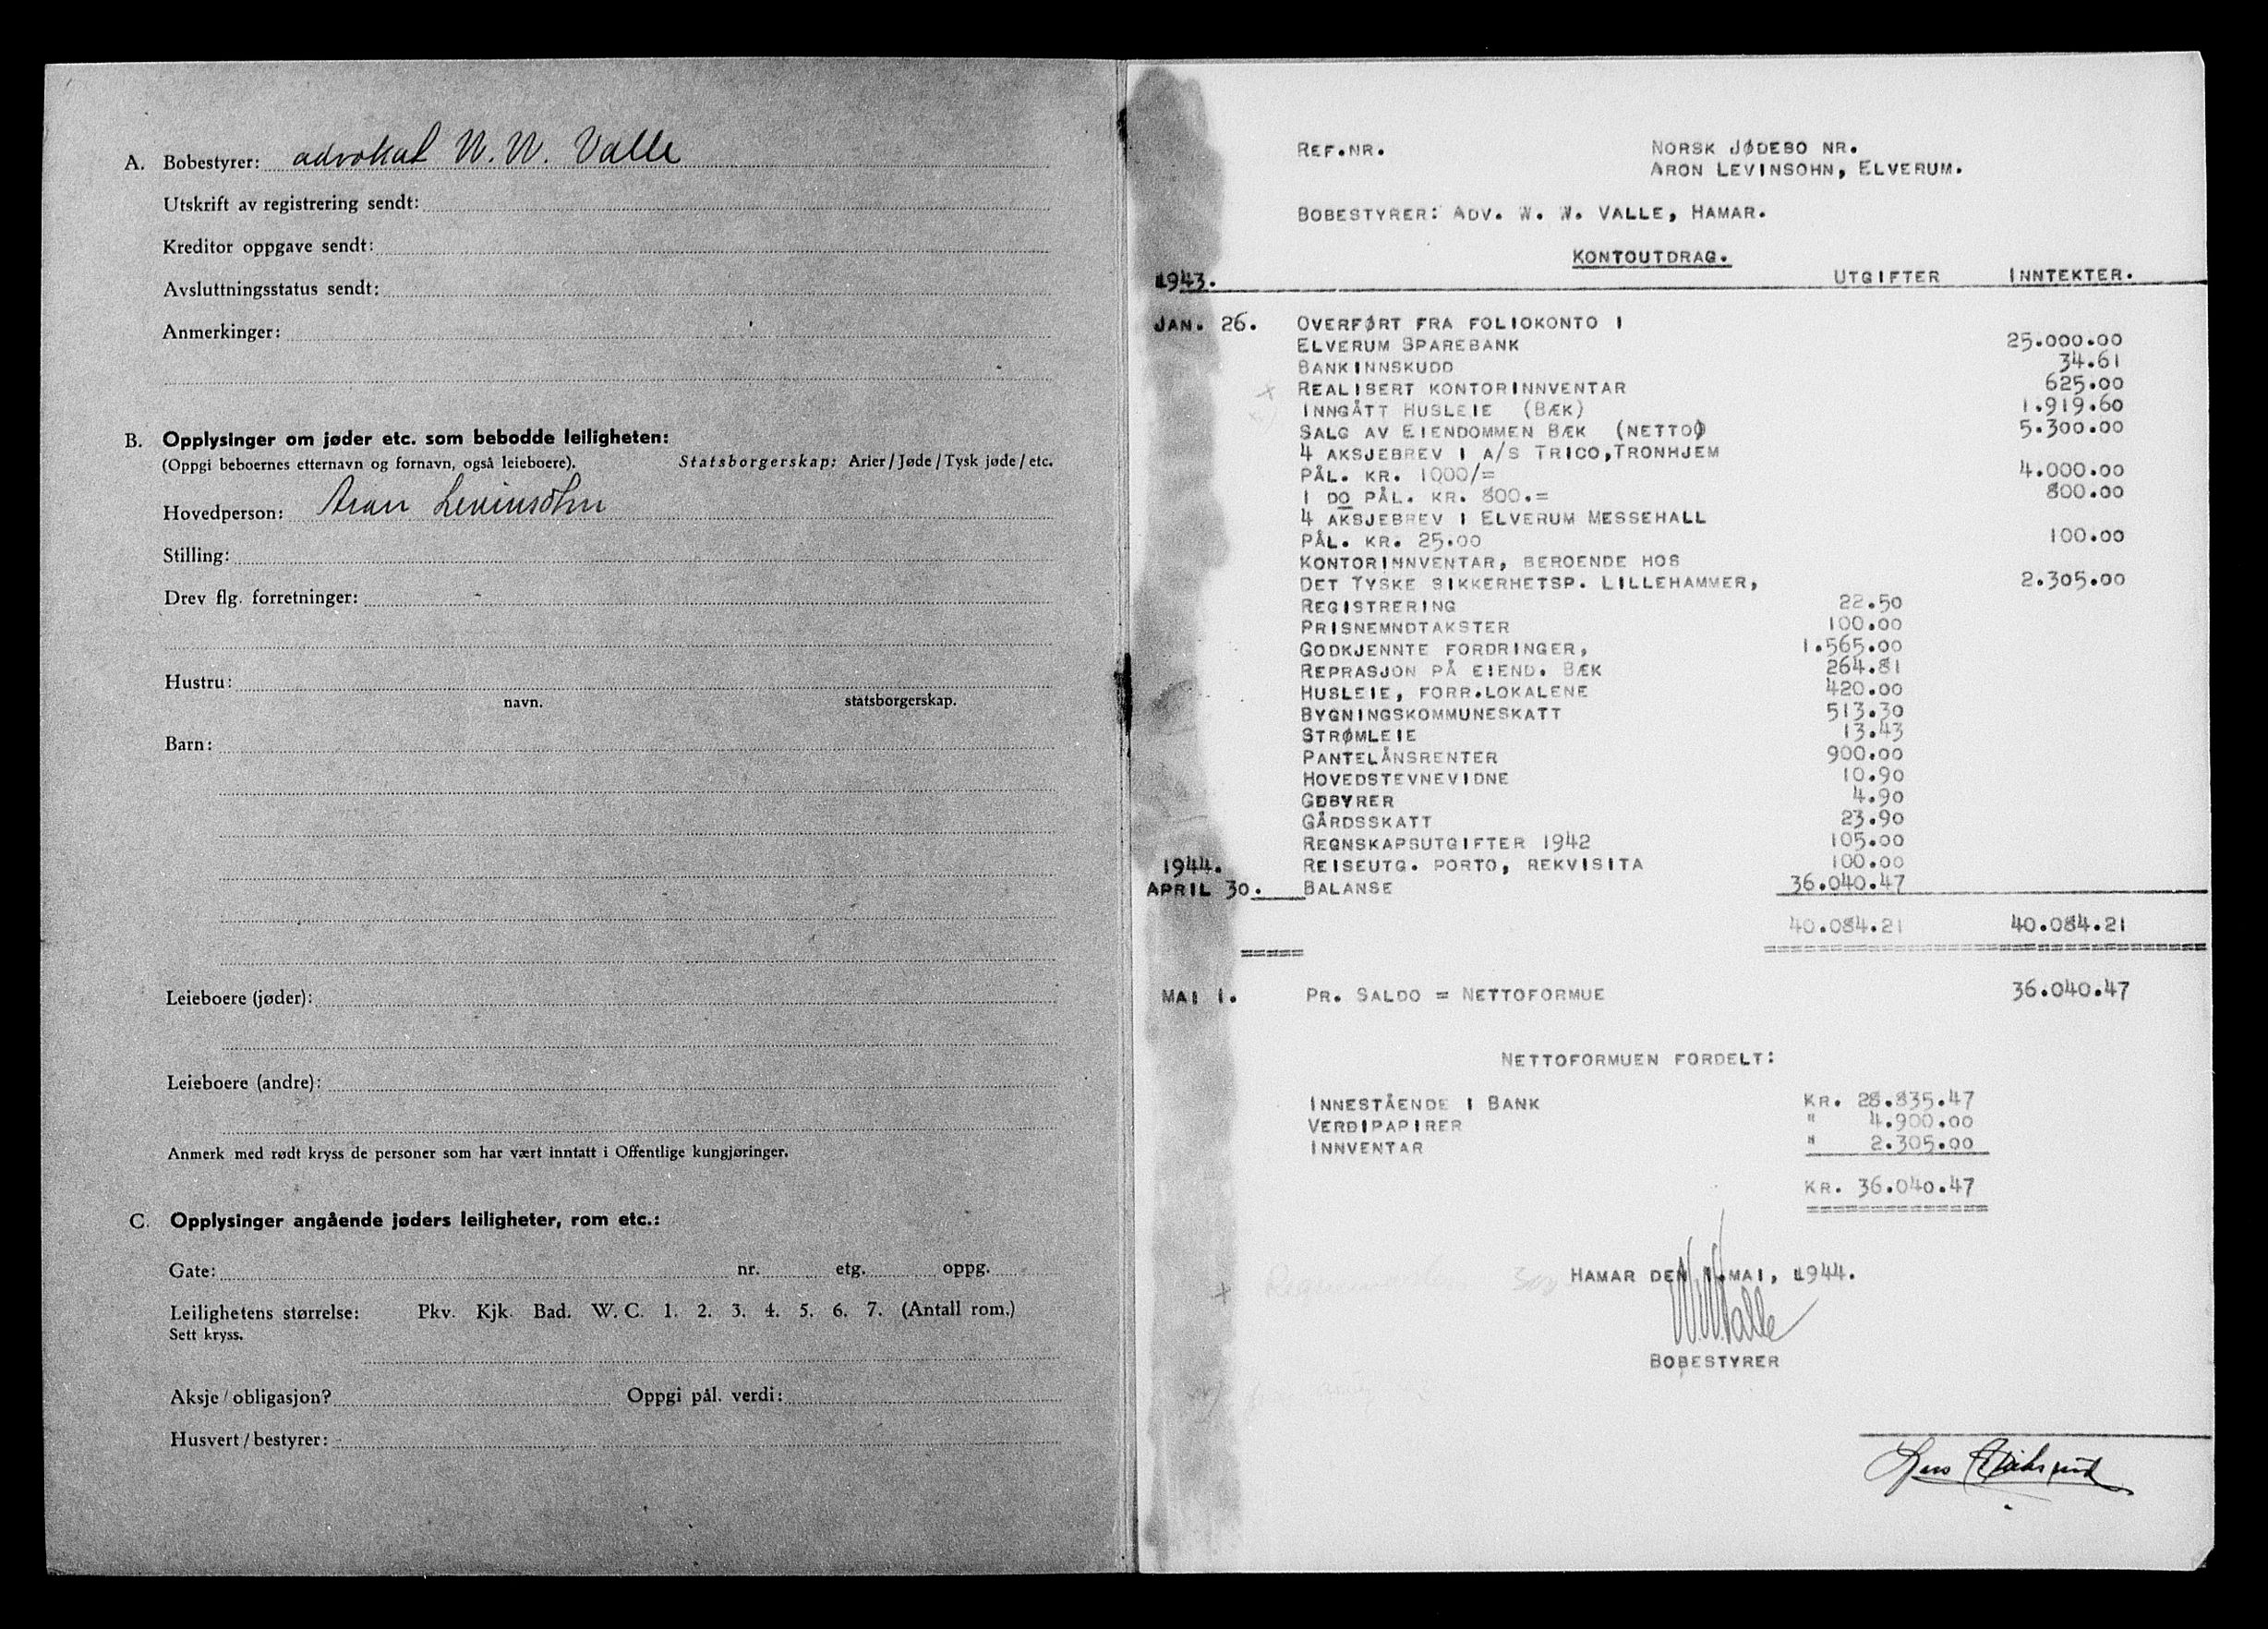 A. Bobestyrer: advokat W. W. Valle
Utskrift av registrering sendt:
Kreditor oppgave sendt:
Avsluttningsstatus sendt:
Anmerkinger:
B. Opplysinger om jøder etc. som bebodde leiligheten:
(Oppgi beboernes etternavn og fornavn, også leieboere). Statsborgerskap: Arier/Jøde/Tysk jøde/etc.
Hovedperson: Aron Levinsohn
Stilling:
Drev flg. forretninger:
Hustru:
navn. statsborgerskap.
Barn:
Leieboere (jøder):
Leieboere (andre):
Anmerk med rødt kryss de personer som har vært inntatt i Offentlige kungjøringer.
C. Opplysinger angående jøders leiligheter, rom etc.:
Gate: nr. etg. oppg.
Leilighetens størrelse: Pkv. Kjk. Bad. W. C. 1. 2. 3. 4. 5. 6. 7. (Antall rom.)
Sett kryss.
Aksje/obligasjon? Oppgi pål. verdi:
Husvert/bestyrer:
REF.NR. NORSK JØDEBO NR.
ARON LEVINSOHN, ELVERUM.
BOBESTYRER: ADV. W. W. VALLE, HAMAR.
KONTOUTDRAG.
1943. UTGIFTER INNTEKTER.
JAN. 26. OVERFØRT FRA FOLIOKONTO I
ELVERUM SPAREBANK 25.000.00
BANKINNSKUDD 34.61
x REALISERT KONTORINNVENTAR 625.00
INNGÅTT HUSLEIE (BÆK) 1.919.60
SALG AV EIENDOMMEN BÆK (NETTO) 5.300.00
4 AKSJEBREV I A/S TRICO,TRONHJEM
PÅL. KR. 1000/= 4.000.00
1 DO PÅL. KR. 800.= 800.00
4 AKSJEBREV I ELVERUM MESSEHALL
PÅL. KR. 25.00 100.00
KONTORINNVENTAR, BEROENDE HOS
DET TYSKE SIKKERHETSP. LILLEHAMMER, 2.305.00
REGISTRERING 22.50
PRISNEMNDTAKSTER 100.00
GODKJENNTE FORDRINGER, 1.565.00
REPRASJON PÅ EIEND. BÆK 264.81
HUSLEIE, FORR.LOKALENE 420.00
BYGNINGSKOMMUNESKATT 513.30
STRØMLEIE 13.43
PANTELÅNSRENTER 900.00
HOVEDSTEVNEVIDNE 10.90
GEBYRER 4.90
GÅRDSSKATT 23.90
REGNSKAPSUTGIFTER 1942 105.00
1944. REISEUTG. PORTO, REKVISITA 100.00
APRIL 30. BALANSE 36.040.47
40.084.21 40.084.21
MAI 1. PR. SALDO = NETTOFORMUE 36.040.47
NETTOFORMUEN FORDELT:
INNESTÅENDE I BANK KR. 28.835.47
VERDIPAPIRER " 4.900.00
INNVENTAR " 2.305.00
KR. 36.040.47
HAMAR DEN 1.MAI, 1944.
W.W.Valle
BOBESTYRER